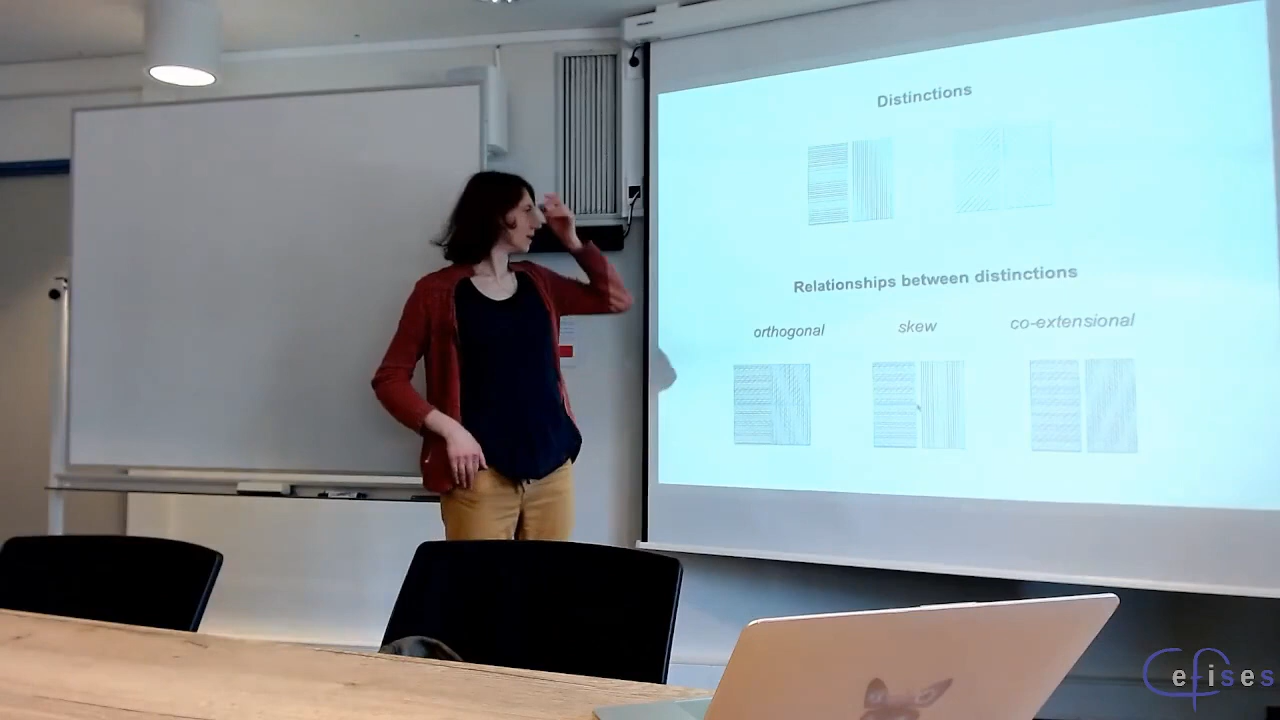 Distinctions
Relationships between distinctions
orthogonal skew co-extensional
efises